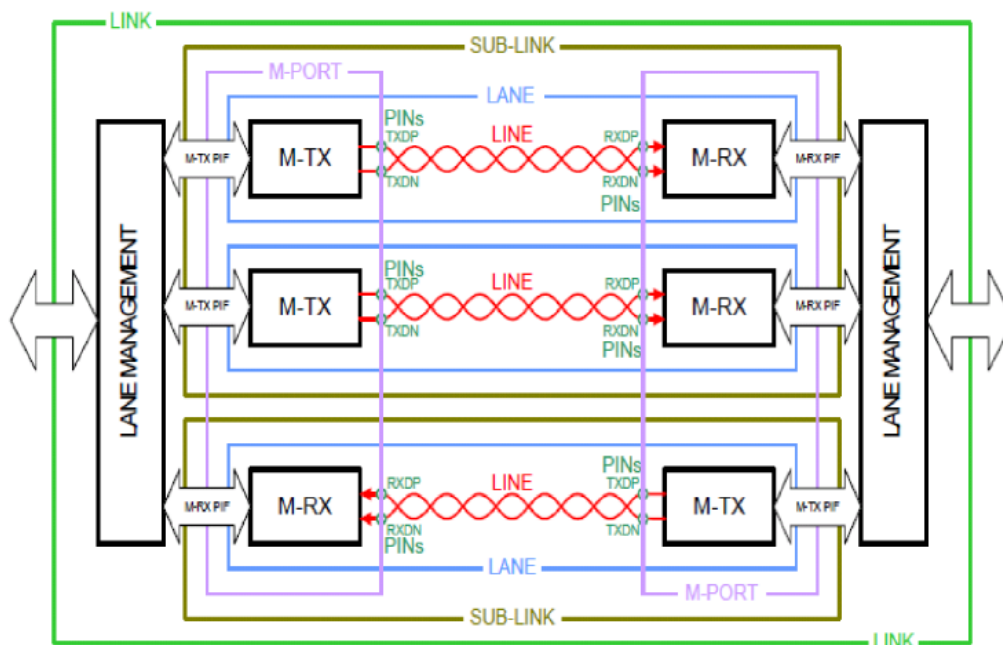 LINK
SUB-LINK
M-PORT
LANE
PINs
TXDP
LINE
RXDP
M-TX PIF
M-TX
M-RX
M-RX PIF
TXDN
RXDN
PINs
PINs
TXDP
LINE
RXDP
M-TX PIF
M-TX
M-RX
M-RX PIF
TXDN
RXDN
PINs
LANE MANAGEMENT
LANE MANAGEMENT
PINs
RXDP
LINE
TXDP
M-RX PIF
M-RX
M-TX
M-TX PIF
RXDN
TXDN
PINs
LANE
M-PORT
SUB-LINK
LINK